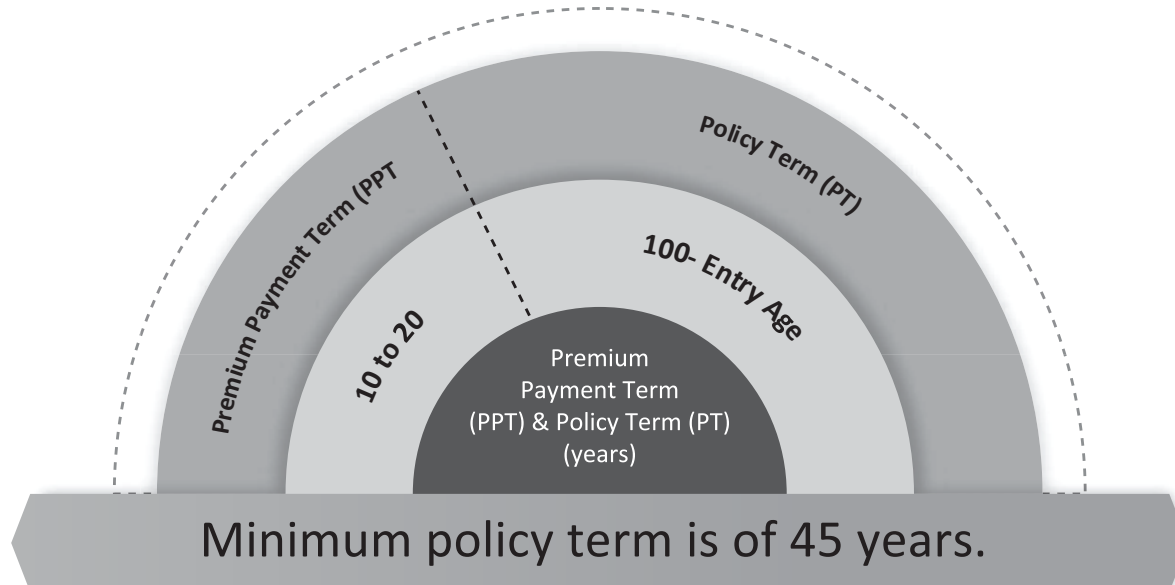 Premium Payment Term (PPT
Policy Term (PT)
10 to 20
100- Entry Age
Premium
Payment Term
(PPT) & Policy Term (PT)
(years)
Minimum policy term is of 45 years.